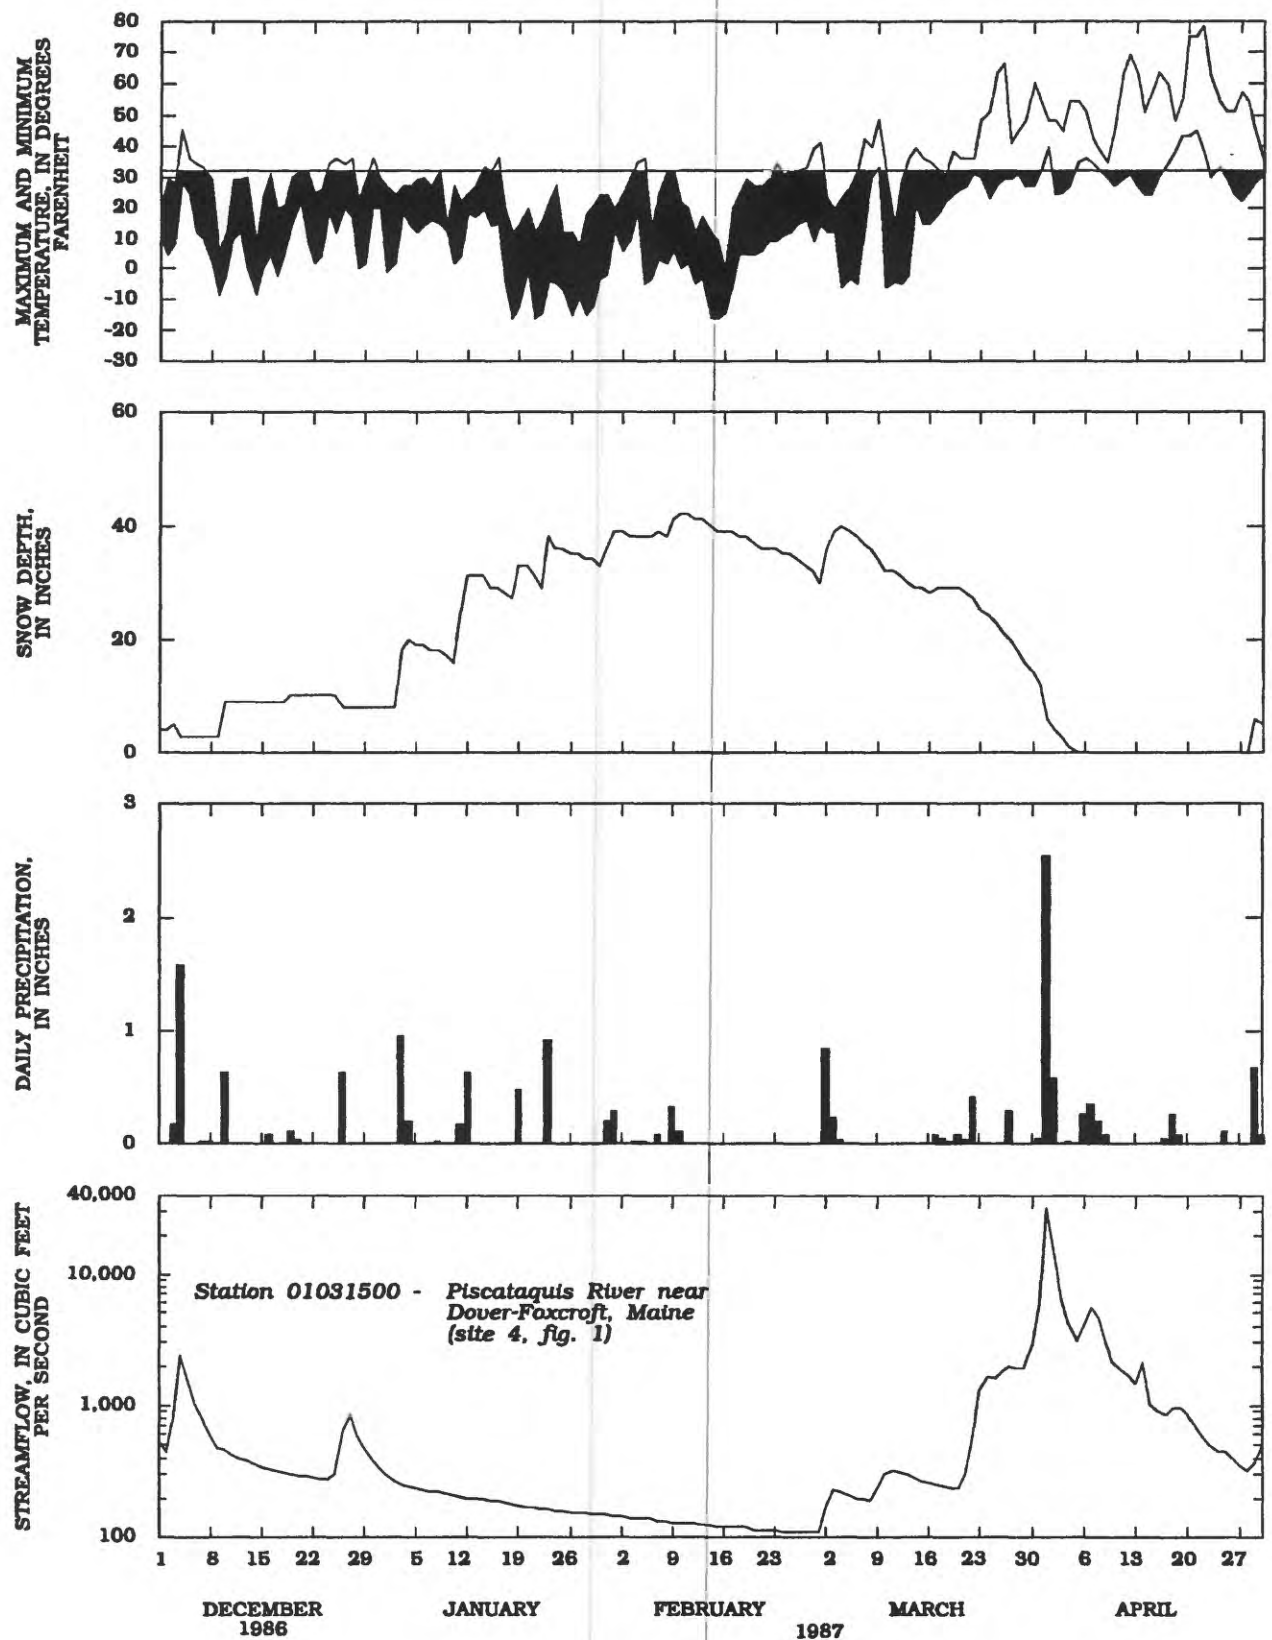 MAXIMUM AND MINIMUM
TEMPERATURE, IN DEGREES
FARENHEIT
80
70
60
50
40
30
20
10
0
-10
-20
-30
SNOW DEPTH,
IN INCHES
60
40
20
0
DAILY PRECIPITATION,
IN INCHES
3
2
1
0
STREAMFLOW, IN CUBIC FEET
PER SECOND
40,000
10,000
1,000
100
Station 01031500 - Piscataquis River near
Dover-Foxcroft, Maine
(site 4, fig. 1)
1 8 15 22 29 5 12 19 26 2 9 16 23 2 9 16 23 30 6 13 20 27
DECEMBER JANUARY FEBRUARY MARCH APRIL
1986 1987